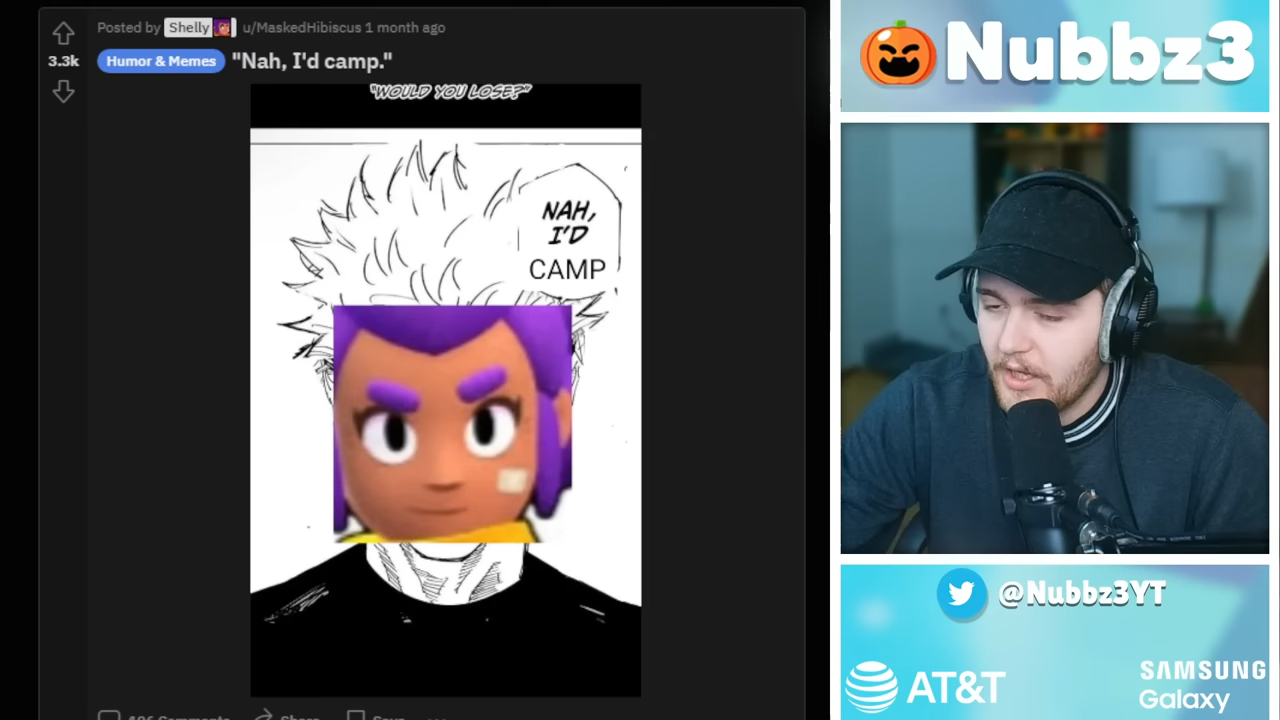 Posted by Shelly u/MaskedHibiscus 1 month ago
3.3k
Humor & Memes "Nah, I'd camp."
"WOULD YOU LOSE?"
NAH,
I'D
CAMP
Share
Nubbz3
@Nubbz3YT
AT&T
SAMSUNG
Galaxy